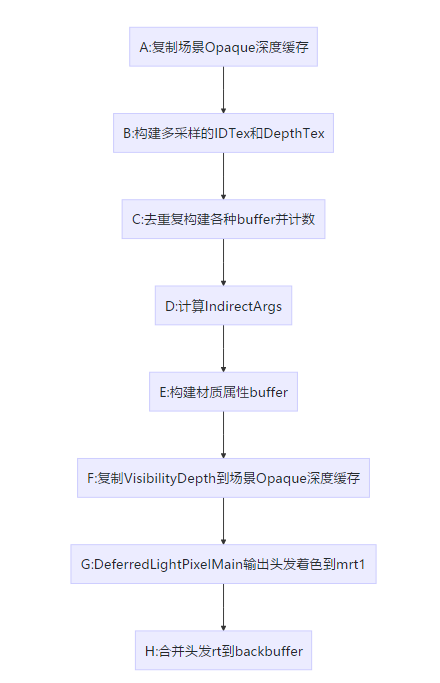 A:复制场景Opaque深度缓存
B:构建多采样的IDTex和DepthTex
C:去重复构建各种buffer并计数
D:计算IndirectArgs
E:构建材质属性buffer
F:复制VisibilityDepth到场景Opaque深度缓存
G:DeferredLightPixelMain输出头发着色到mrt1
H:合并头发rt到backbuffer